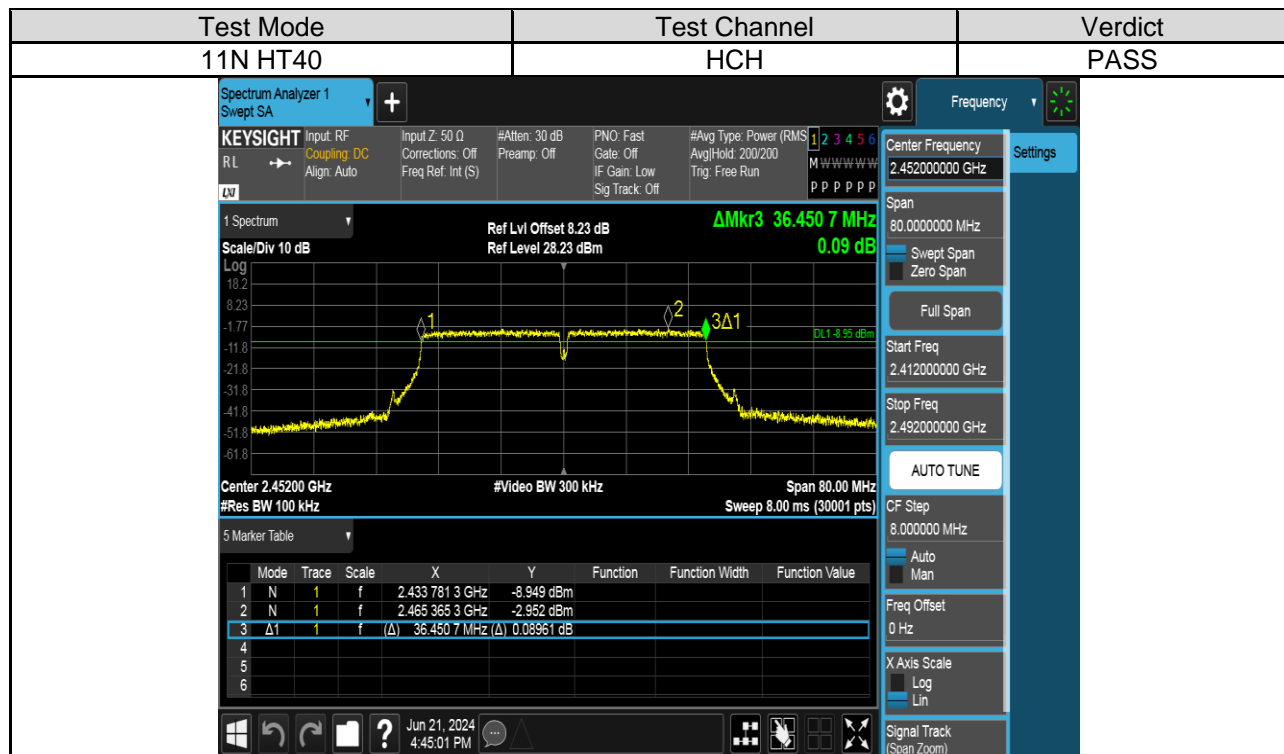 Test Mode Test Channel Verdict
11N HT40 HCH PASS
Spectrum Analyzer 1
Swept SA
+
Frequency
KEYSIGHT Input: RF Input Z: 50 Ω #Atten: 30 dB PNO: Fast #Avg Type: Power (RMS 1 2 3 4 5 6
R L Coupling: DC Corrections: Off Preamp: Off Gate: Off Avg|Hold: 200/200 M W W W W W
Align: Auto Freq Ref: Int (S) IF Gain: Low Trig: Free Run
LXI Sig Track: Off P P P P P P
1 Spectrum
Ref Lvl Offset 8.23 dB ΔMkr3 36.450 7 MHz
Scale/Div 10 dB Ref Level 28.23 dBm 0.09 dB
Log
18.2
8.23
-1.77
-11.8
-21.8
-31.8
-41.8
-51.8
-61.8
1 2 3Δ1
DL1 -8.95 dBm
Center 2.45200 GHz #Video BW 300 kHz Span 80.00 MHz
#Res BW 100 kHz Sweep 8.00 ms (30001 pts)
5 Marker Table
Mode Trace Scale X Y Function Function Width Function Value
1 N 1 f 2.433 781 3 GHz -8.949 dBm
2 N 1 f 2.465 365 3 GHz -2.952 dBm
3 Δ1 1 f (Δ) 36.450 7 MHz (Δ) 0.08961 dB
4
5
6
? Jun 21, 2024
4:45:01 PM
Settings
Center Frequency
2.452000000 GHz
Span
80.0000000 MHz
Swept Span
Zero Span
Full Span
Start Freq
2.412000000 GHz
Stop Freq
2.492000000 GHz
AUTO TUNE
CF Step
8.000000 MHz
Auto
Man
Freq Offset
0 Hz
X Axis Scale
Log
Lin
Signal Track
(Span Zoom)